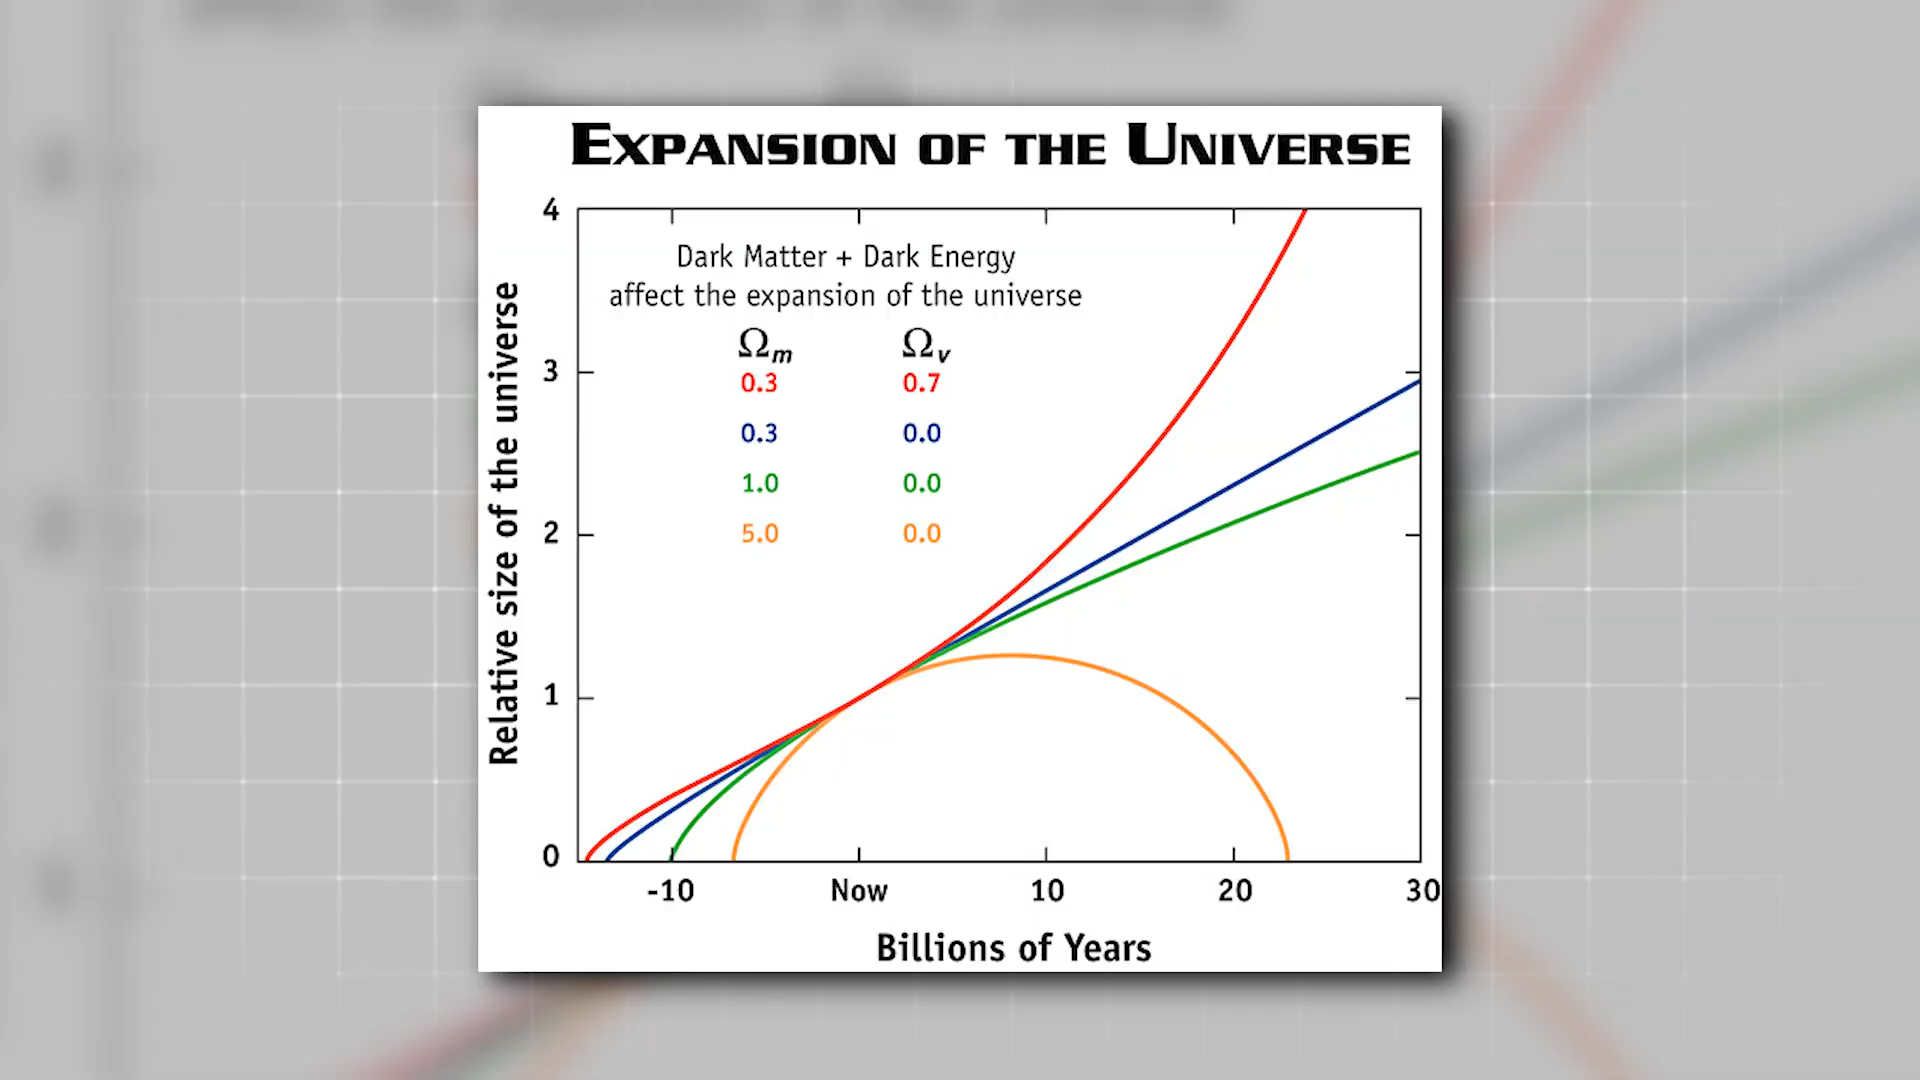 EXPANSION OF THE UNIVERSE
4
Dark Matter + Dark Energy
affect the expansion of the universe
Ωm Ωv
0.3 0.7
0.3 0.0
1.0 0.0
5.0 0.0
3
2
1
0
Relative size of the universe
-10 Now 10 20 30
Billions of Years